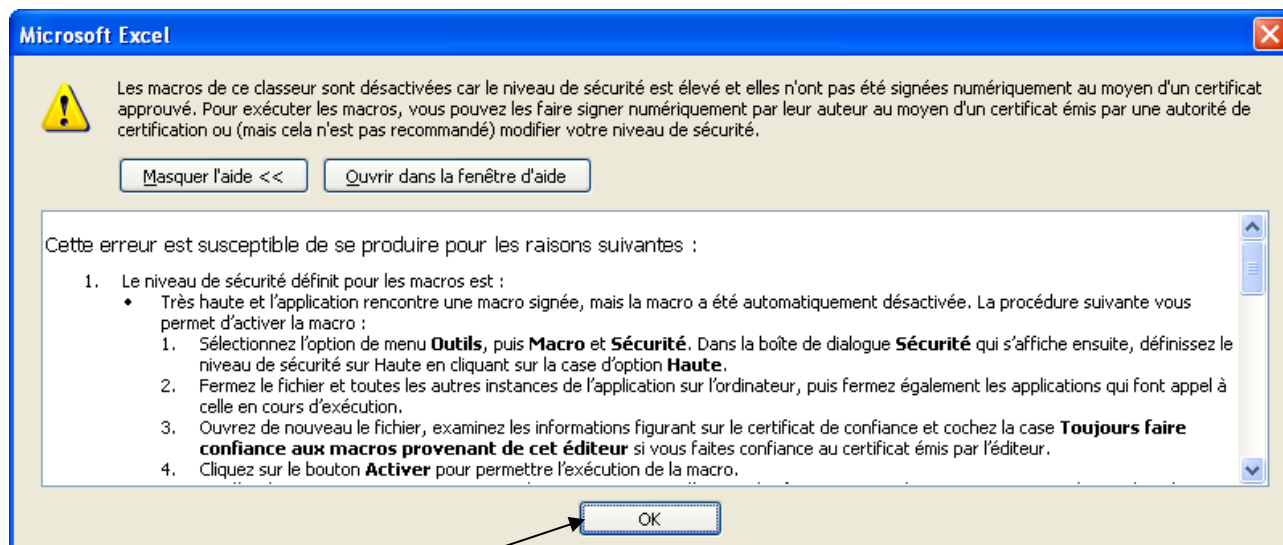 Microsoft Excel
Les macros de ce classeur sont désactivées car le niveau de sécurité est élevé et elles n'ont pas été signées numériquement au moyen d'un certificat
approuvé. Pour exécuter les macros, vous pouvez les faire signer numériquement par leur auteur au moyen d'un certificat émis par une autorité de
certification ou (mais cela n'est pas recommandé) modifier votre niveau de sécurité.
Masquer l'aide << Ouvrir dans la fenêtre d'aide
Cette erreur est susceptible de se produire pour les raisons suivantes :
1. Le niveau de sécurité définit pour les macros est :
• Très haute et l'application rencontre une macro signée, mais la macro a été automatiquement désactivée. La procédure suivante vous
permet d'activer la macro :
1. Sélectionnez l'option de menu Outils, puis Macro et Sécurité. Dans la boîte de dialogue Sécurité qui s'affiche ensuite, définissez le
niveau de sécurité sur Haute en cliquant sur la case d'option Haute.
2. Fermez le fichier et toutes les autres instances de l'application sur l'ordinateur, puis fermez également les applications qui font appel à
celle en cours d'exécution.
3. Ouvrez de nouveau le fichier, examinez les informations figurant sur le certificat de confiance et cochez la case Toujours faire
confiance aux macros provenant de cet éditeur si vous faites confiance au certificat émis par l'éditeur.
4. Cliquez sur le bouton Activer pour permettre l'exécution de la macro.
OK